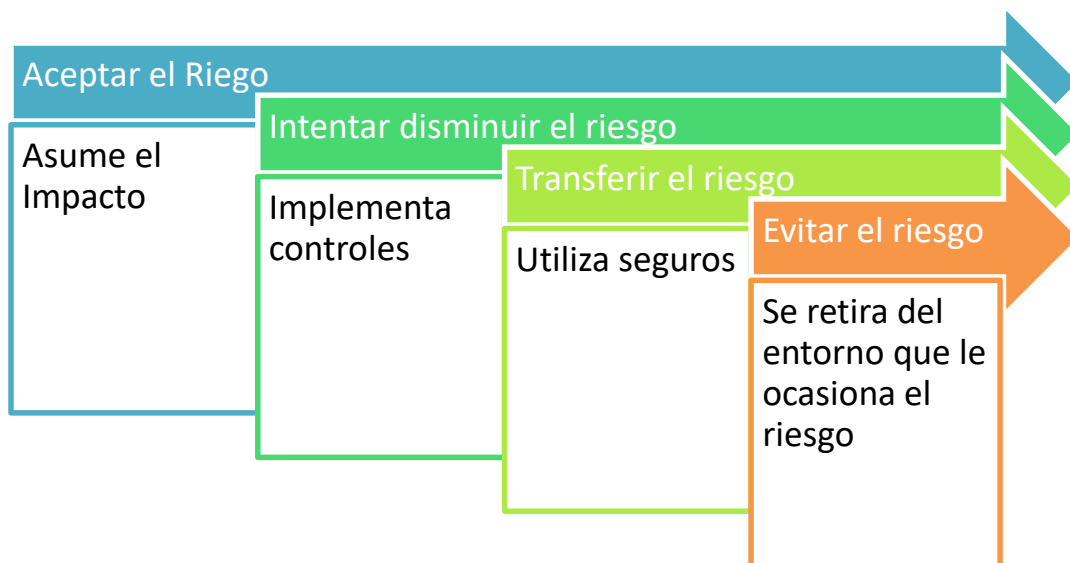 Aceptar el Riego
Asume el
Impacto
Intentar disminuir el riesgo
Implementa
controles
Transferir el riesgo
Utiliza seguros
Evitar el riesgo
Se retira del
entorno que le
ocasiona el
riesgo